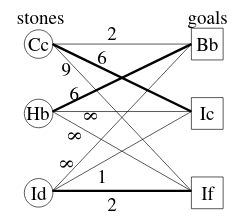 stones goals
Cc 2 Bb
6
9
6
Hb ∞ Ic
∞
∞
1
Id 2 If